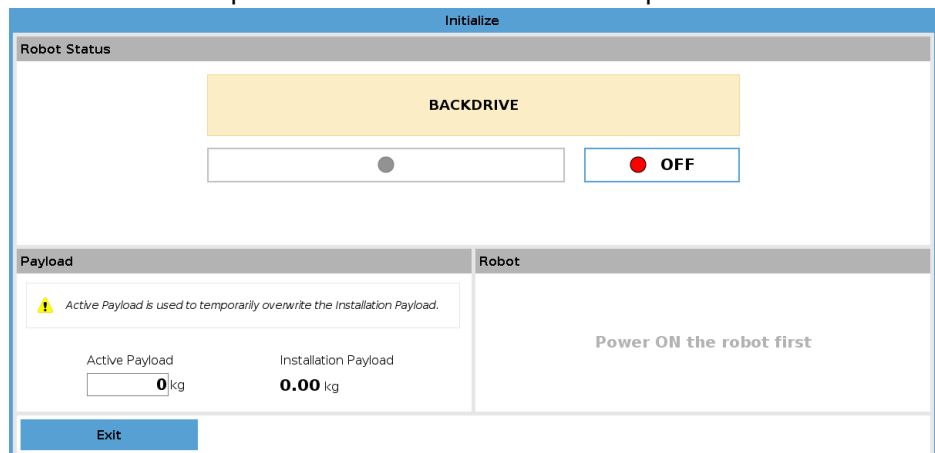 Initialize
Robot Status
BACKDRIVE
OFF
Payload
Robot
Active Payload is used to temporarily overwrite the Installation Payload.
Power ON the robot first
Active Payload
Installation Payload
0 kg
0.00 kg
Exit